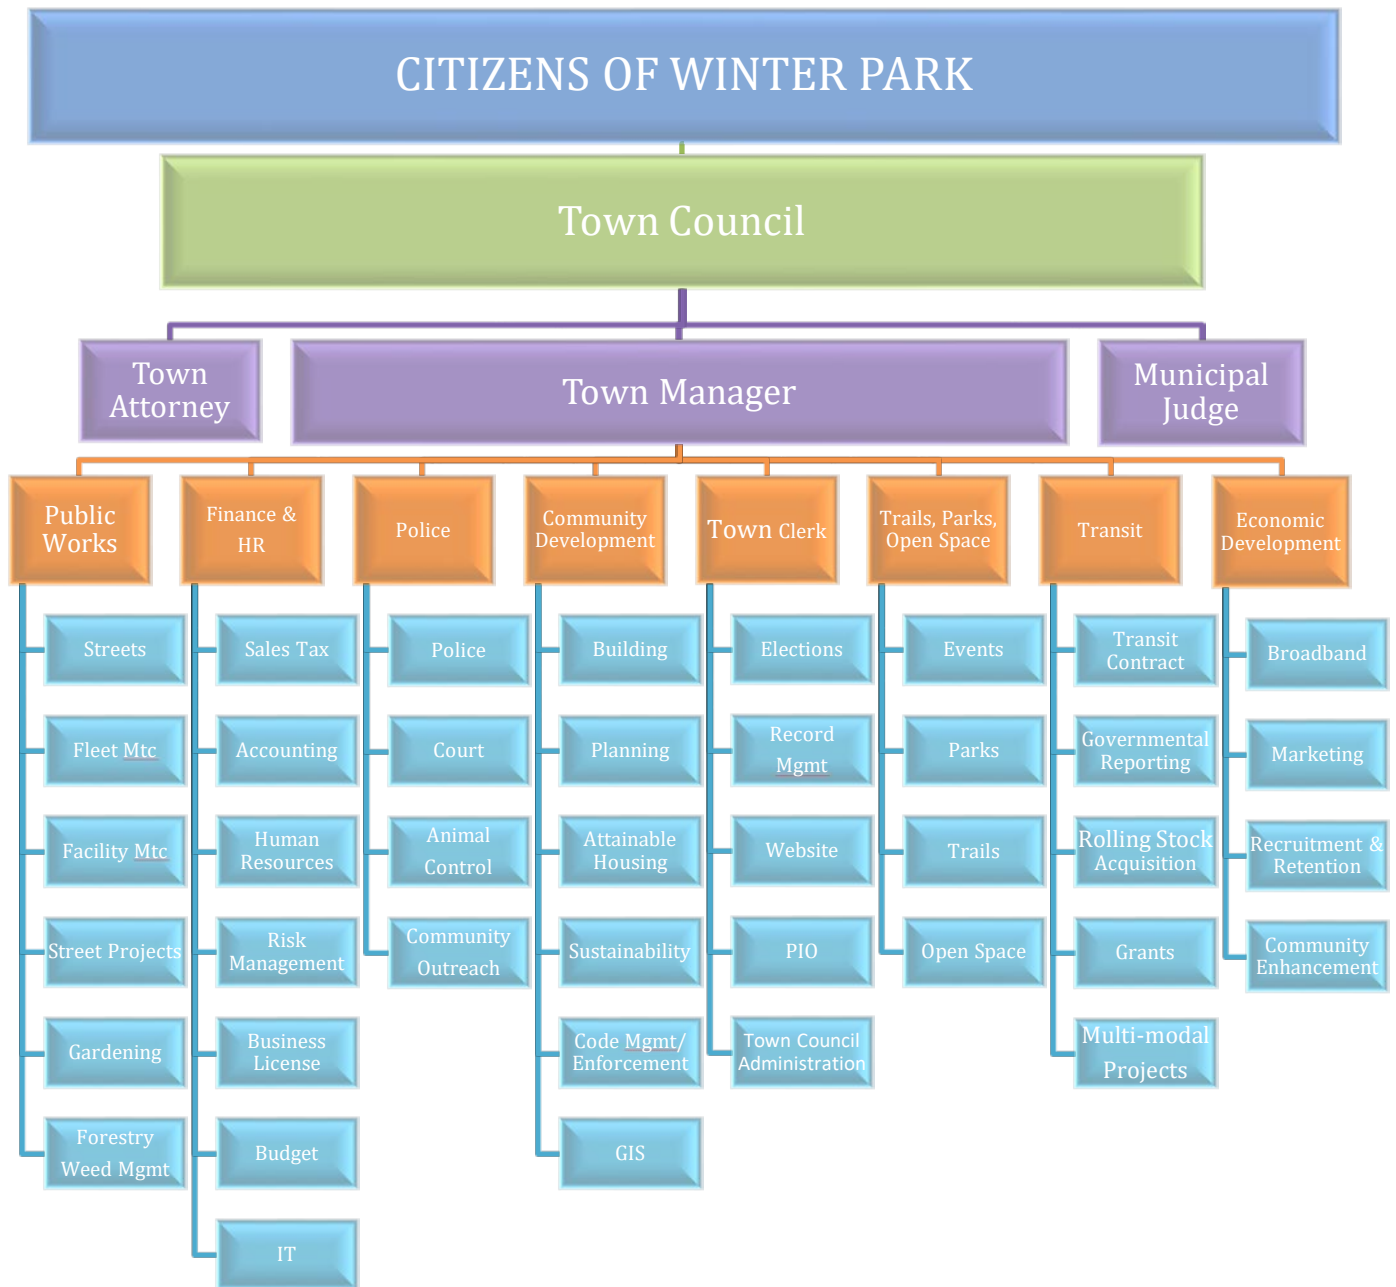 CITIZENS OF WINTER PARK
Town Council
Town
Attorney
Town Manager
Municipal
Judge
Public
Works
Finance &
HR
Police
Community
Development
Town Clerk
Trails, Parks,
Open Space
Transit
Economic
Development
Streets
Fleet Mtc
Facility Mtc
Street Projects
Gardening
Forestry
Weed Mgmt
Sales Tax
Accounting
Human
Resources
Risk
Management
Business
License
Budget
IT
Police
Court
Animal
Control
Community
Outreach
Building
Planning
Attainable
Housing
Sustainability
Code Mgmt/
Enforcement
GIS
Elections
Record
Mgmt
Website
PIO
Town Council
Administration
Events
Parks
Trails
Open Space
Transit
Contract
Governmental
Reporting
Rolling Stock
Acquisition
Grants
Multi-modal
Projects
Broadband
Marketing
Recruitment &
Retention
Community
Enhancement